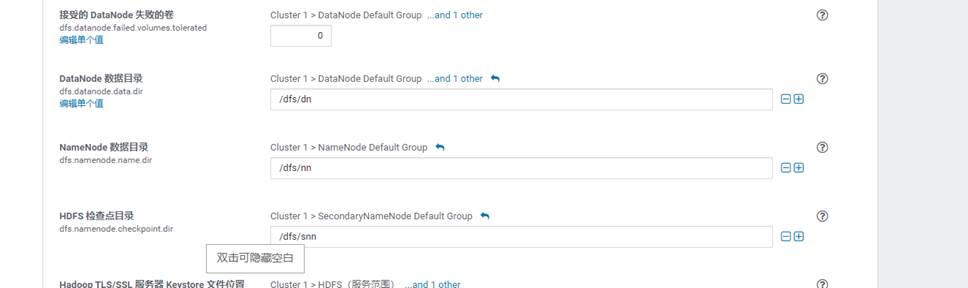 接受的 DataNode 失败的卷
Cluster 1 > DataNode Default Group ...and 1 other
dfs.datanode.failed.volumes.tolerated
编辑单个值
0
DataNode 数据目录
Cluster 1 > DataNode Default Group ...and 1 other
dfs.datanode.data.dir
编辑单个值
/dfs/dn
NameNode 数据目录
Cluster 1 > NameNode Default Group
dfs.namenode.name.dir
/dfs/nn
HDFS 检查点目录
Cluster 1 > SecondaryNameNode Default Group
dfs.namenode.checkpoint.dir
/dfs/snn
双击可隐藏空白
Hadoop TLS/SSL 服务器 Keystore 文件位置
Cluster 1 > HDFS（服务范围） ...and 1 other